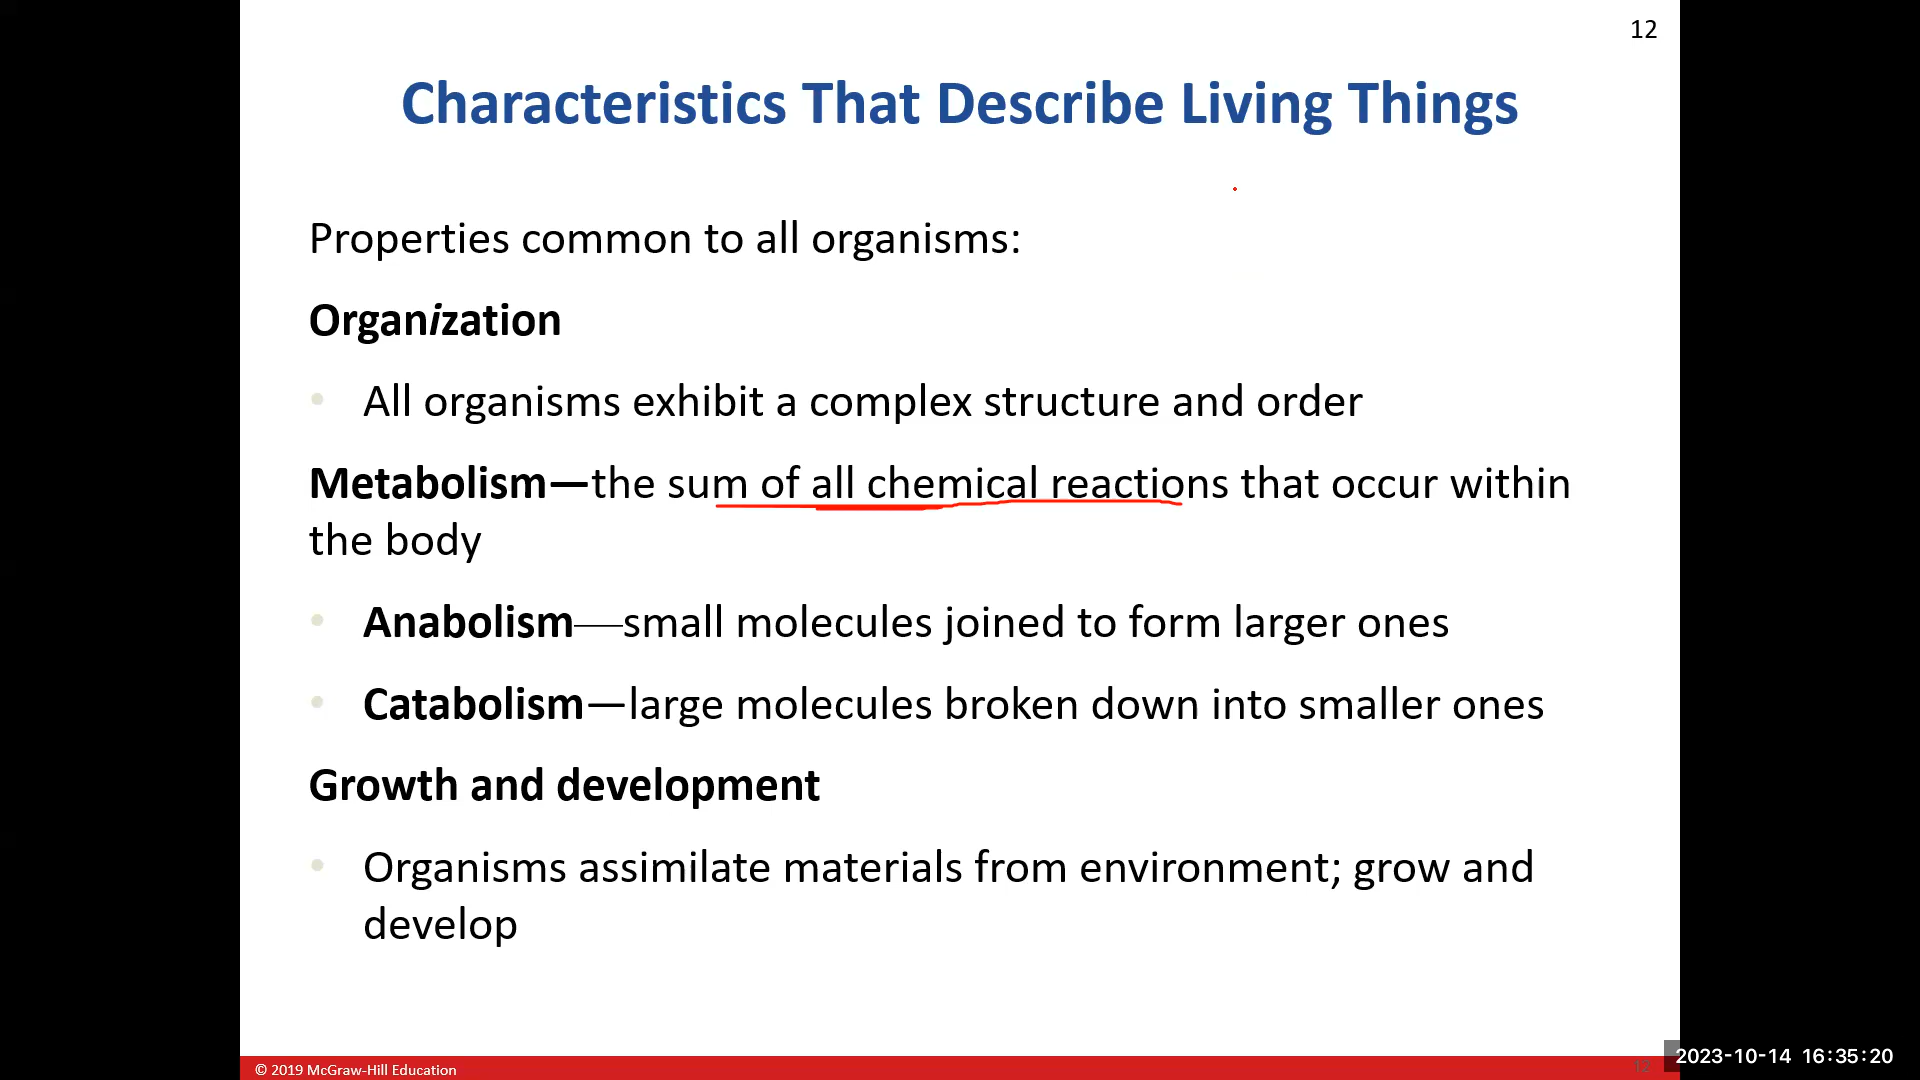 12
Characteristics That Describe Living Things
Properties common to all organisms:
Organization
• All organisms exhibit a complex structure and order
Metabolism—the sum of all chemical reactions that occur within
the body
• Anabolism—small molecules joined to form larger ones
• Catabolism—large molecules broken down into smaller ones
Growth and development
• Organisms assimilate materials from environment; grow and
develop
© 2019 McGraw-Hill Education
12
2023-10-14 16:35:20